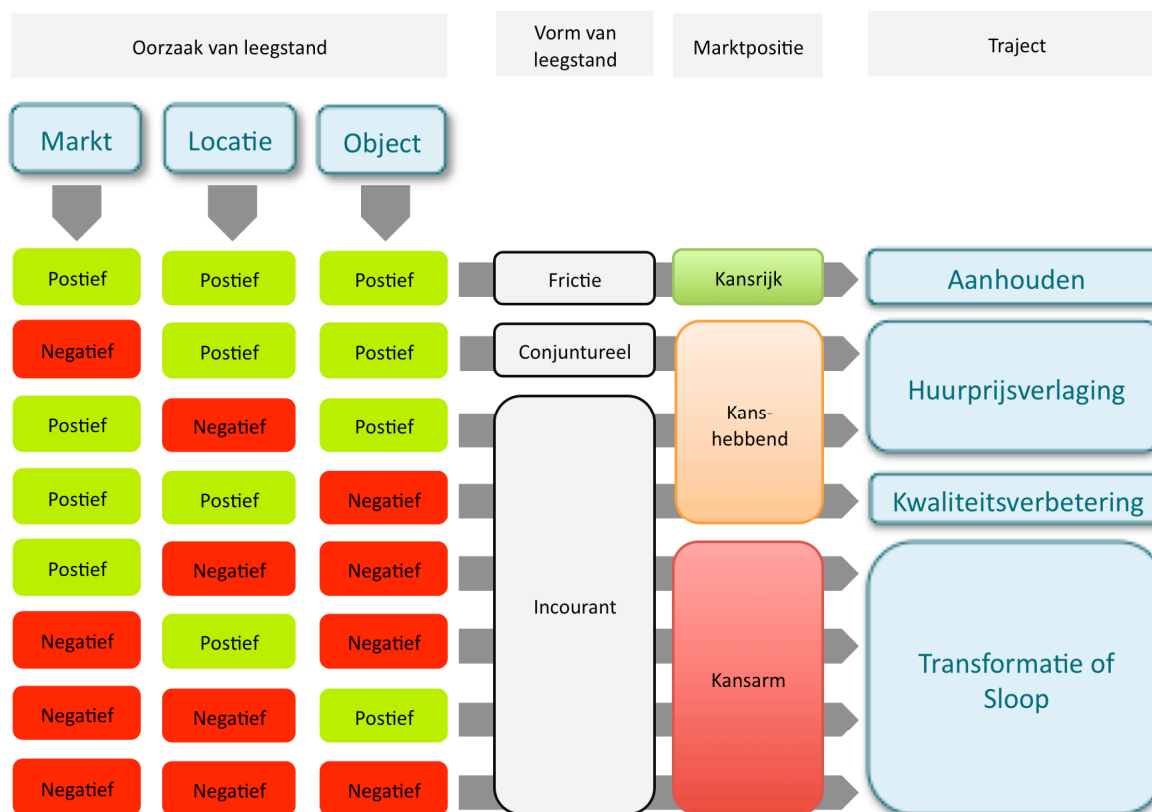 Oorzaak van leegstand
Vorm van
leegstand
Marktpositie
Traject
Markt
Locatie
Object
Postief
Postief
Postief
Frictie
Kansrijk
Aanhouden
Negatief
Postief
Postief
Conjuntureel
Kans-
hebbend
Huurprijsverlaging
Postief
Negatief
Postief
Postief
Postief
Negatief
Kwaliteitsverbetering
Postief
Negatief
Negatief
Incourant
Negatief
Postief
Negatief
Kansarm
Transformatie of
Sloop
Negatief
Negatief
Postief
Negatief
Negatief
Negatief